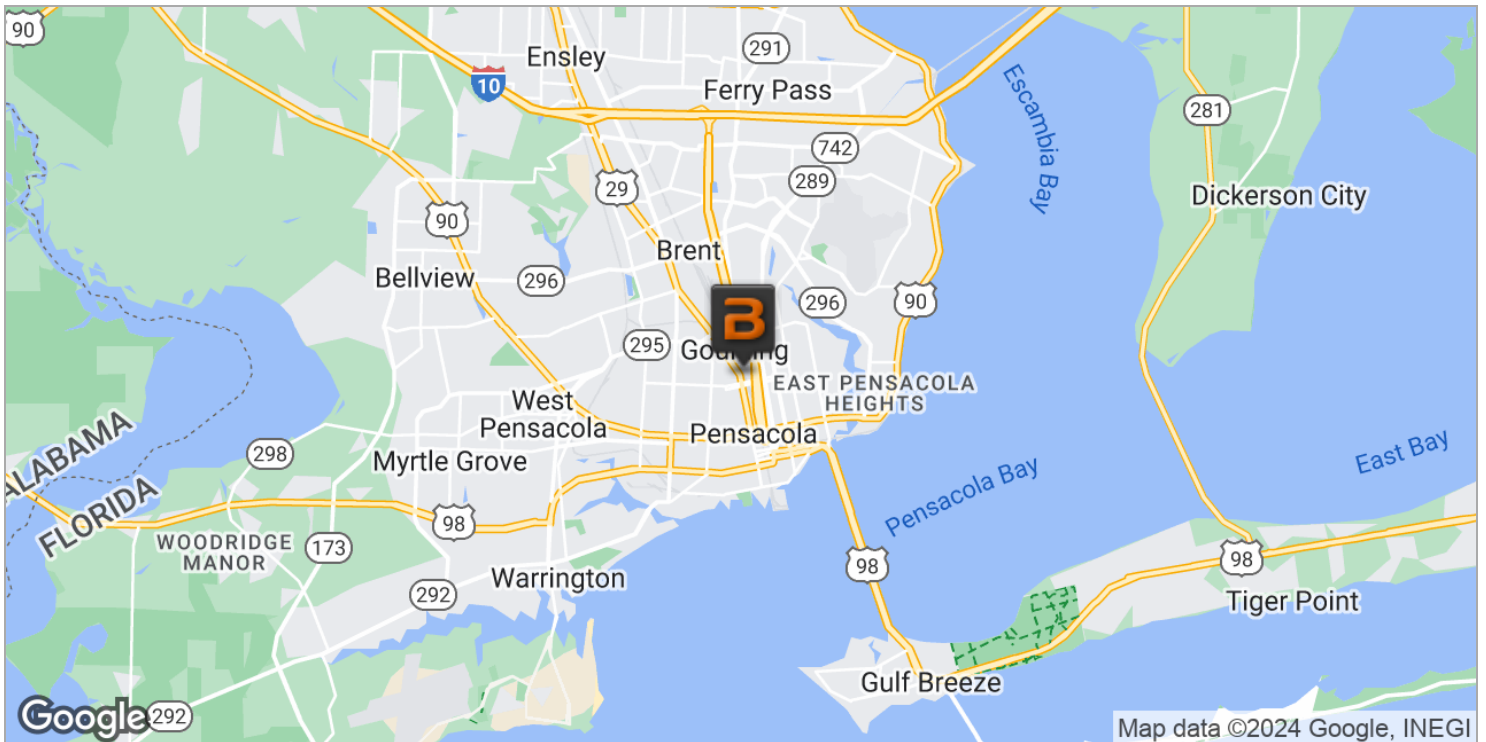 90
Ensley
291
10
Ferry Pass
Escambia Bay
281
742
289
29
Dickerson City
90
Brent
Bellview
296
296
90
B
295
EAST PENSACOLA
HEIGHTS
West
Pensacola
Pensacola
ALABAMA
298
Myrtle Grove
East Bay
Pensacola Bay
FLORIDA
98
WOODRIDGE
MANOR
173
98
98
Warrington
292
Tiger Point
Gulf Breeze
Google
292
Map data ©2024 Google, INEGI